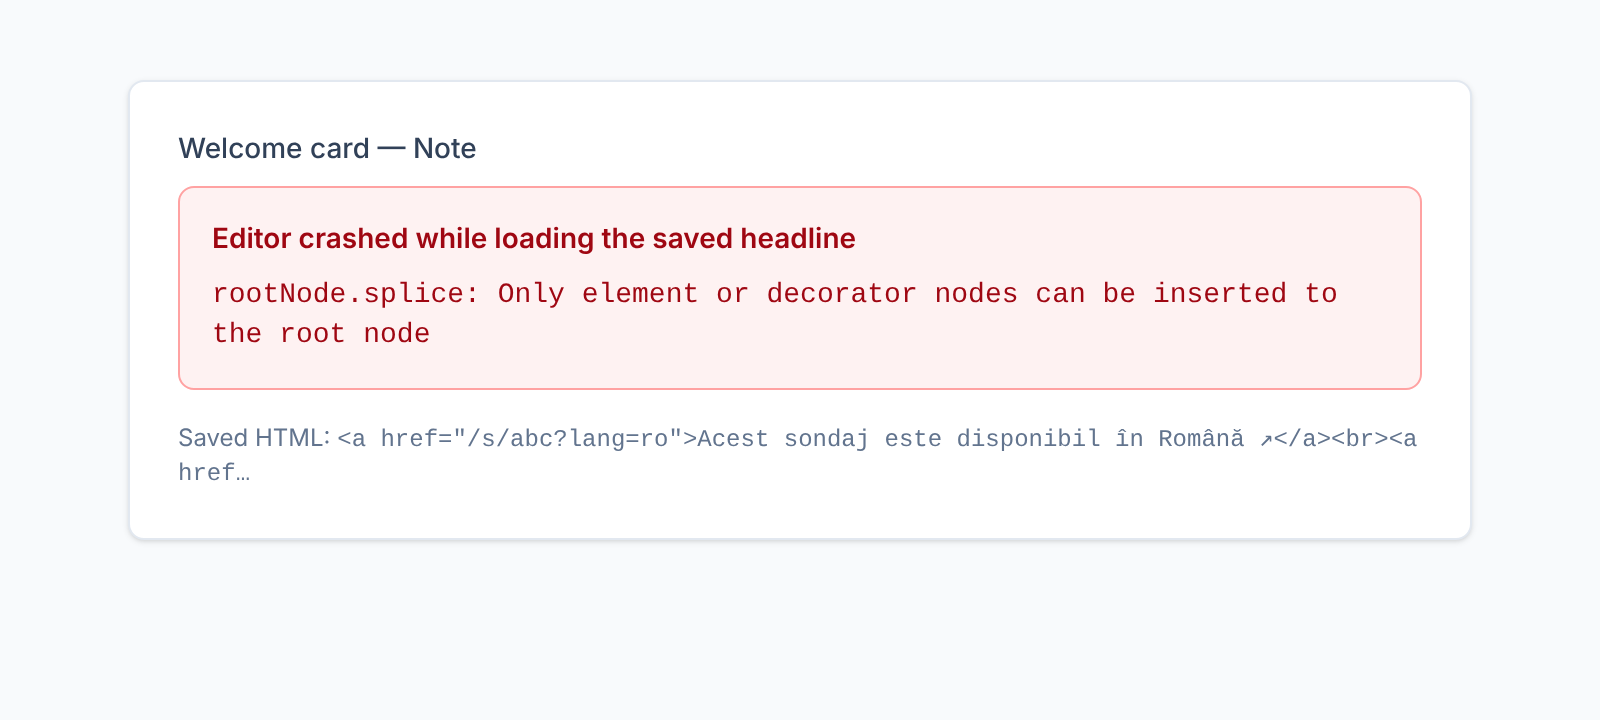 Welcome card — Note
Editor crashed while loading the saved headline
rootNode.splice: Only element or decorator nodes can be inserted to
the root node
Saved HTML: <a href="/s/abc?lang=ro">Acest sondaj este disponibil în Română ↗</a><br><a
href…